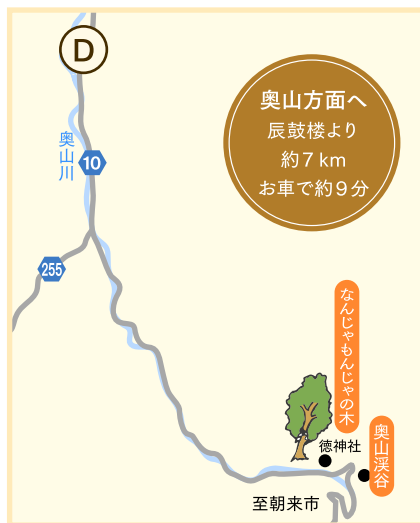 D
奥山方面へ
辰鼓楼より
約7km
お車で約9分
奥山川
10
255
なんじゃもんじゃの木
徳神社
奥山渓谷
至朝来市